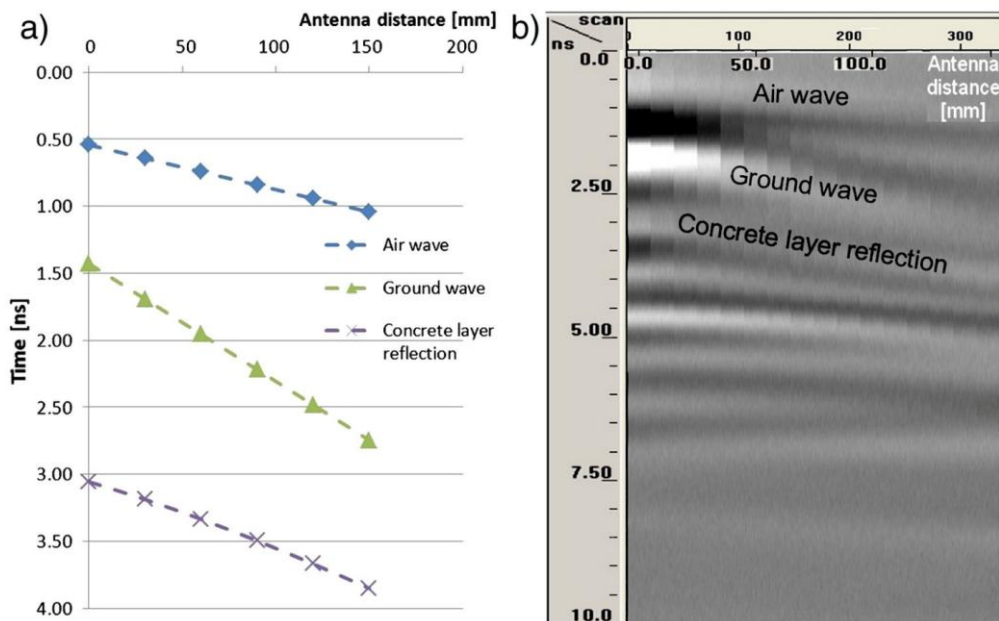 a)
Antenna distance [mm]
0 50 100 150 200
0.00
0.50
1.00
1.50
2.00
2.50
3.00
3.50
4.00
Time [ns]
Air wave
Ground wave
Concrete layer
reflection
b)
scan
ns
0 100 200 300
0.0 50.0 100.0
Antenna
distance
[mm]
0.0
2.50
5.00
7.50
10.0
Air wave
Ground wave
Concrete layer reflection